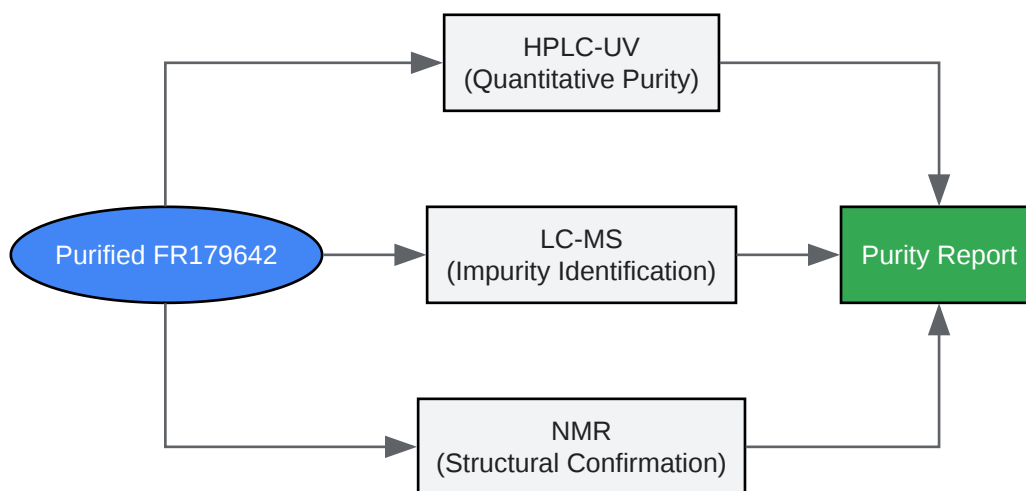 HPLC-UV
(Quantitative Purity)
Purified FR179642
LC-MS
(Impurity Identification)
Purity Report
NMR
(Structural Confirmation)